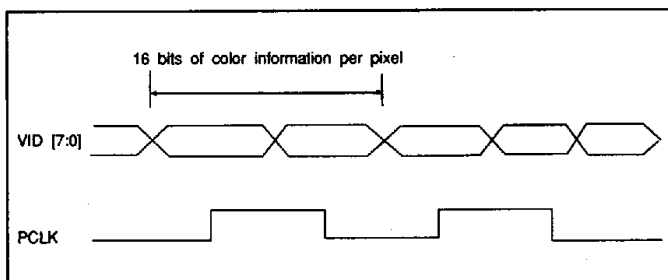 16 bits of color information per pixel
VID [7:0]
PCLK